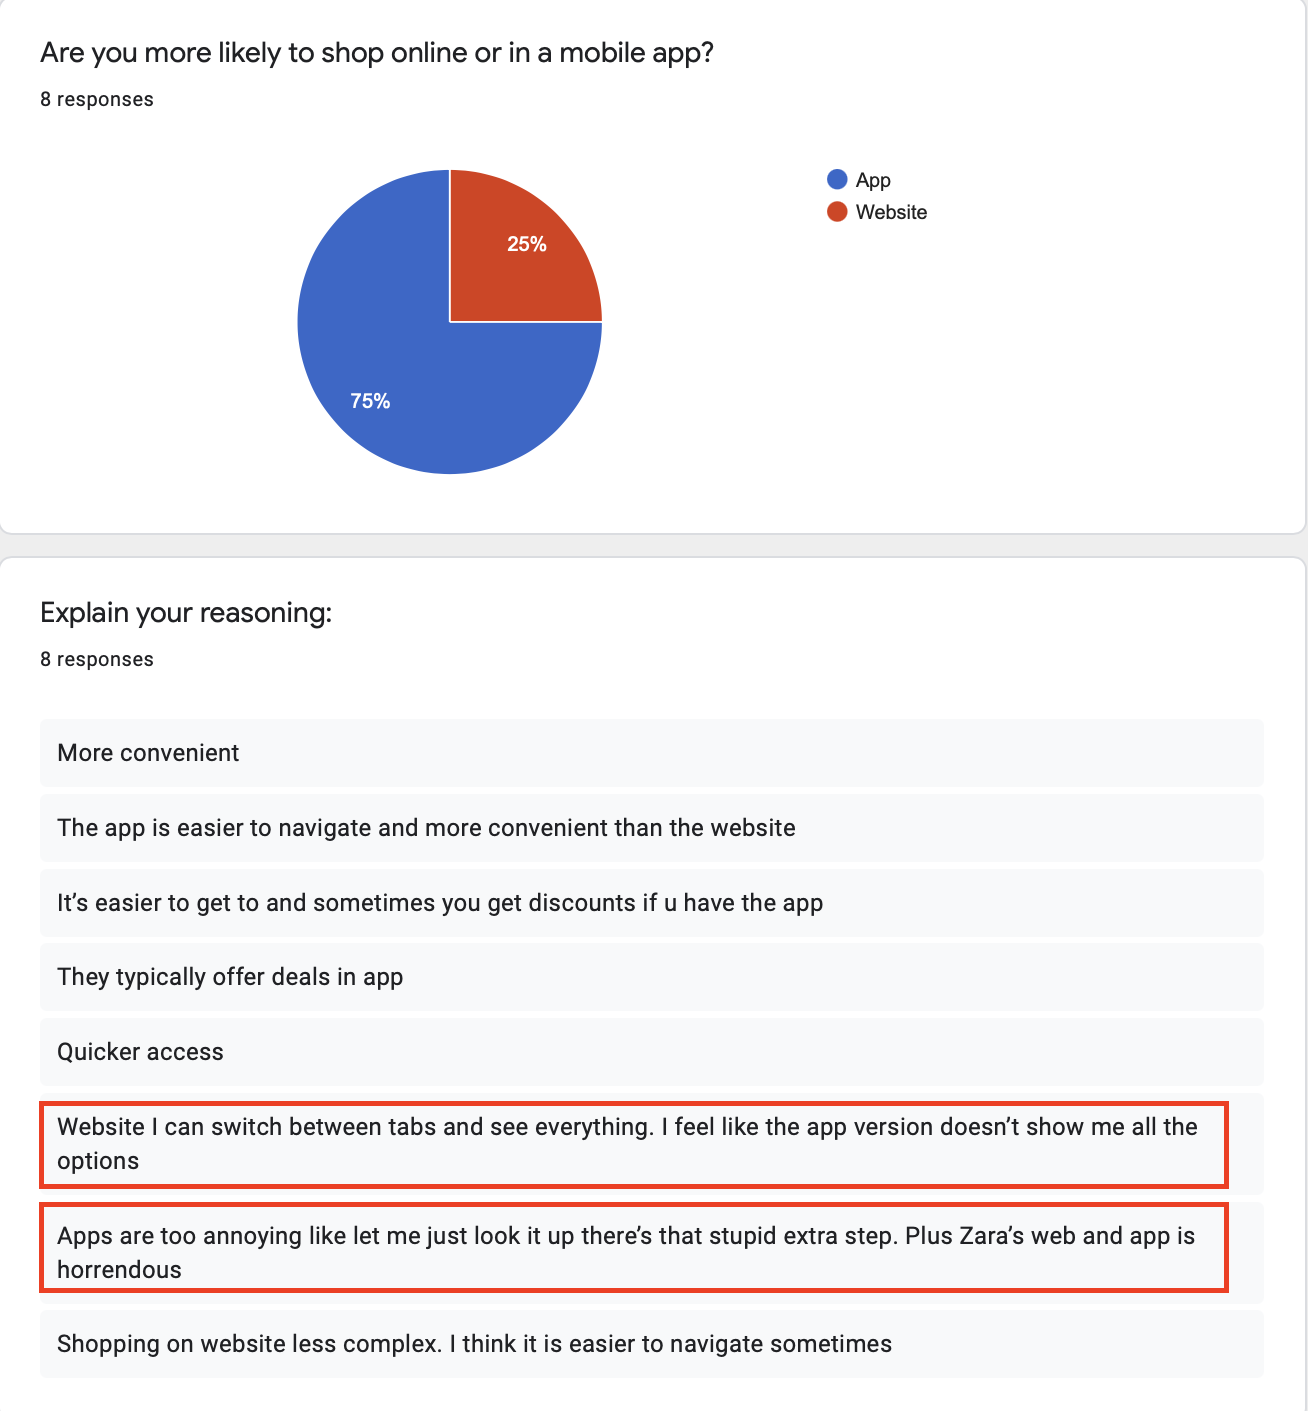 Are you more likely to shop online or in a mobile app?
8 responses
App
Website
25%
75%
Explain your reasoning:
8 responses
More convenient
The app is easier to navigate and more convenient than the website
It’s easier to get to and sometimes you get discounts if u have the app
They typically offer deals in app
Quicker access
Website I can switch between tabs and see everything. I feel like the app version doesn’t show me all the
options
Apps are too annoying like let me just look it up there’s that stupid extra step. Plus Zara’s web and app is
horrendous
Shopping on website less complex. I think it is easier to navigate sometimes